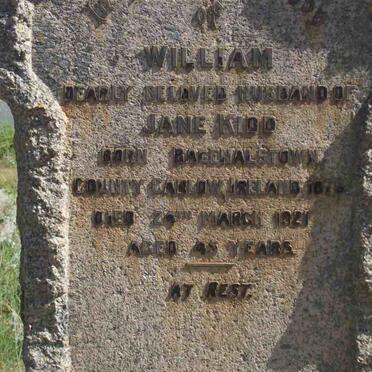 OF
WILLIAM
DEARLY BELOVED HUSBAND OF
JANE KIDD
BORN BAGENALSTOWN
COUNTY CARLOW, IRELAND, 1876
DIED 24TH MARCH 1921
AGED 45 YEARS
AT REST.